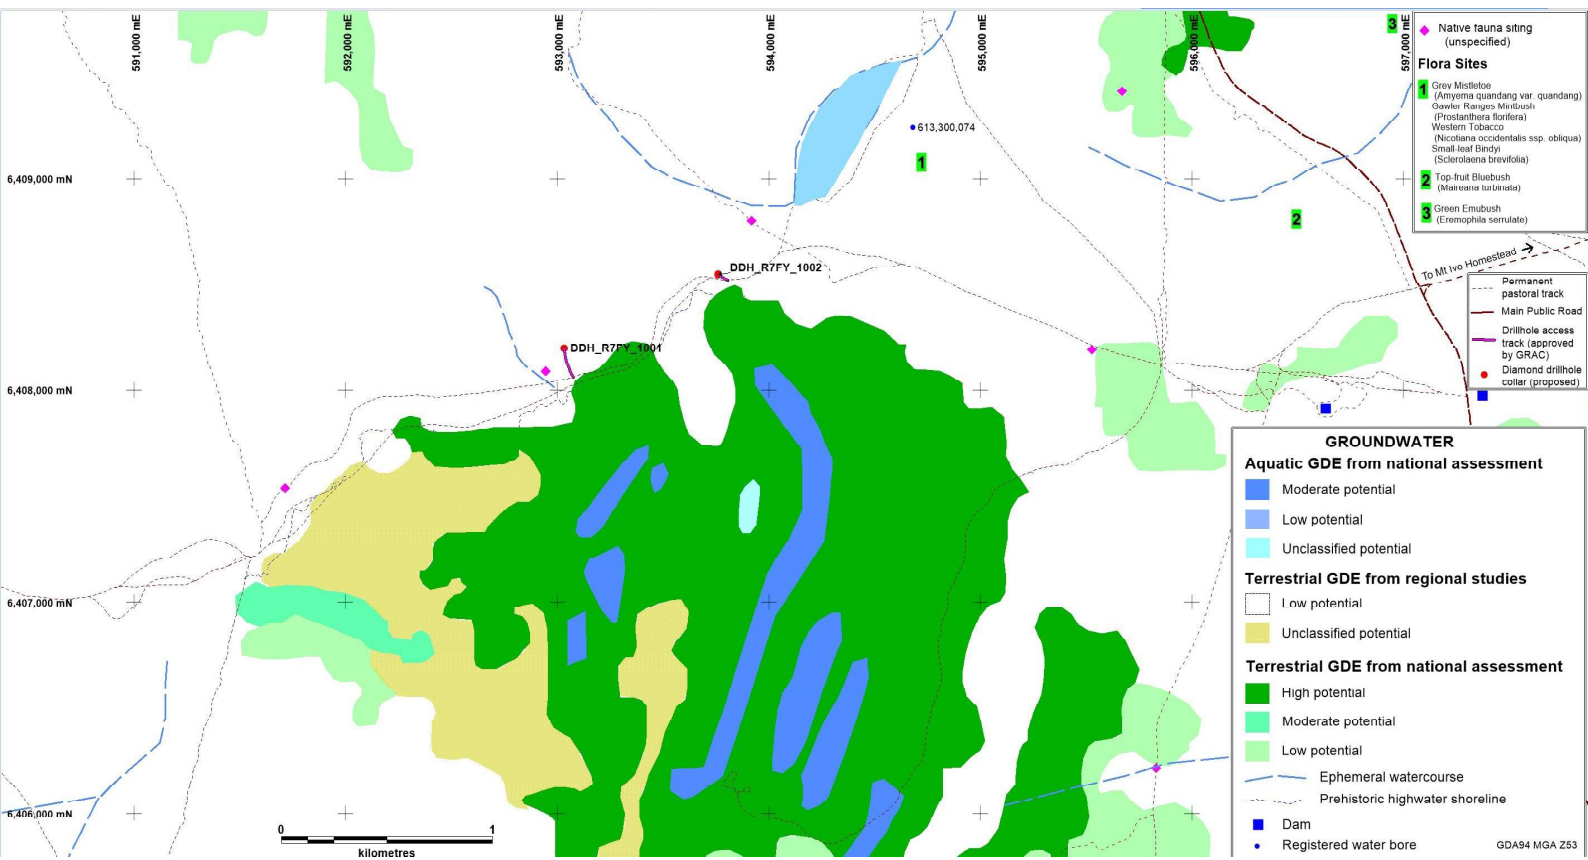 591,000 mE
592,000 mE
593,000 mE
594,000 mE
595,000 mE
596,000 mE
597,000 mE
3
Native fauna siting
(unspecified)
Flora Sites
1 Grey Mistletoe
(Amyema quandang var. quandang)
Gawler Ranges Mintbush
(Prostanthera florifera)
Western Tobacco
(Nicotiana occidentalis ssp. obliqua)
Small-leaf Bindyi
(Sclerolaena brevifolia)
2 Top-fruit Bluebush
(Maireana turbinata)
3 Green Emubush
(Eremophila serrulate)
613,300,074
1
6,409,000 mN
2
To Mt Ivo Homestead
DDH_R7FY_1002
Permanent
pastoral track
Main Public Road
Drillhole access
track (approved
by GRAC)
Diamond drillhole
collar (proposed)
DDH_R7FY_1001
6,408,000 mN
GROUNDWATER
Aquatic GDE from national assessment
Moderate potential
Low potential
Unclassified potential
Terrestrial GDE from regional studies
Low potential
Unclassified potential
Terrestrial GDE from national assessment
High potential
Moderate potential
Low potential
Ephemeral watercourse
Prehistoric highwater shoreline
Dam
Registered water bore
GDA94 MGA Z53
6,407,000 mN
6,406,000 mN
0 1
kilometres